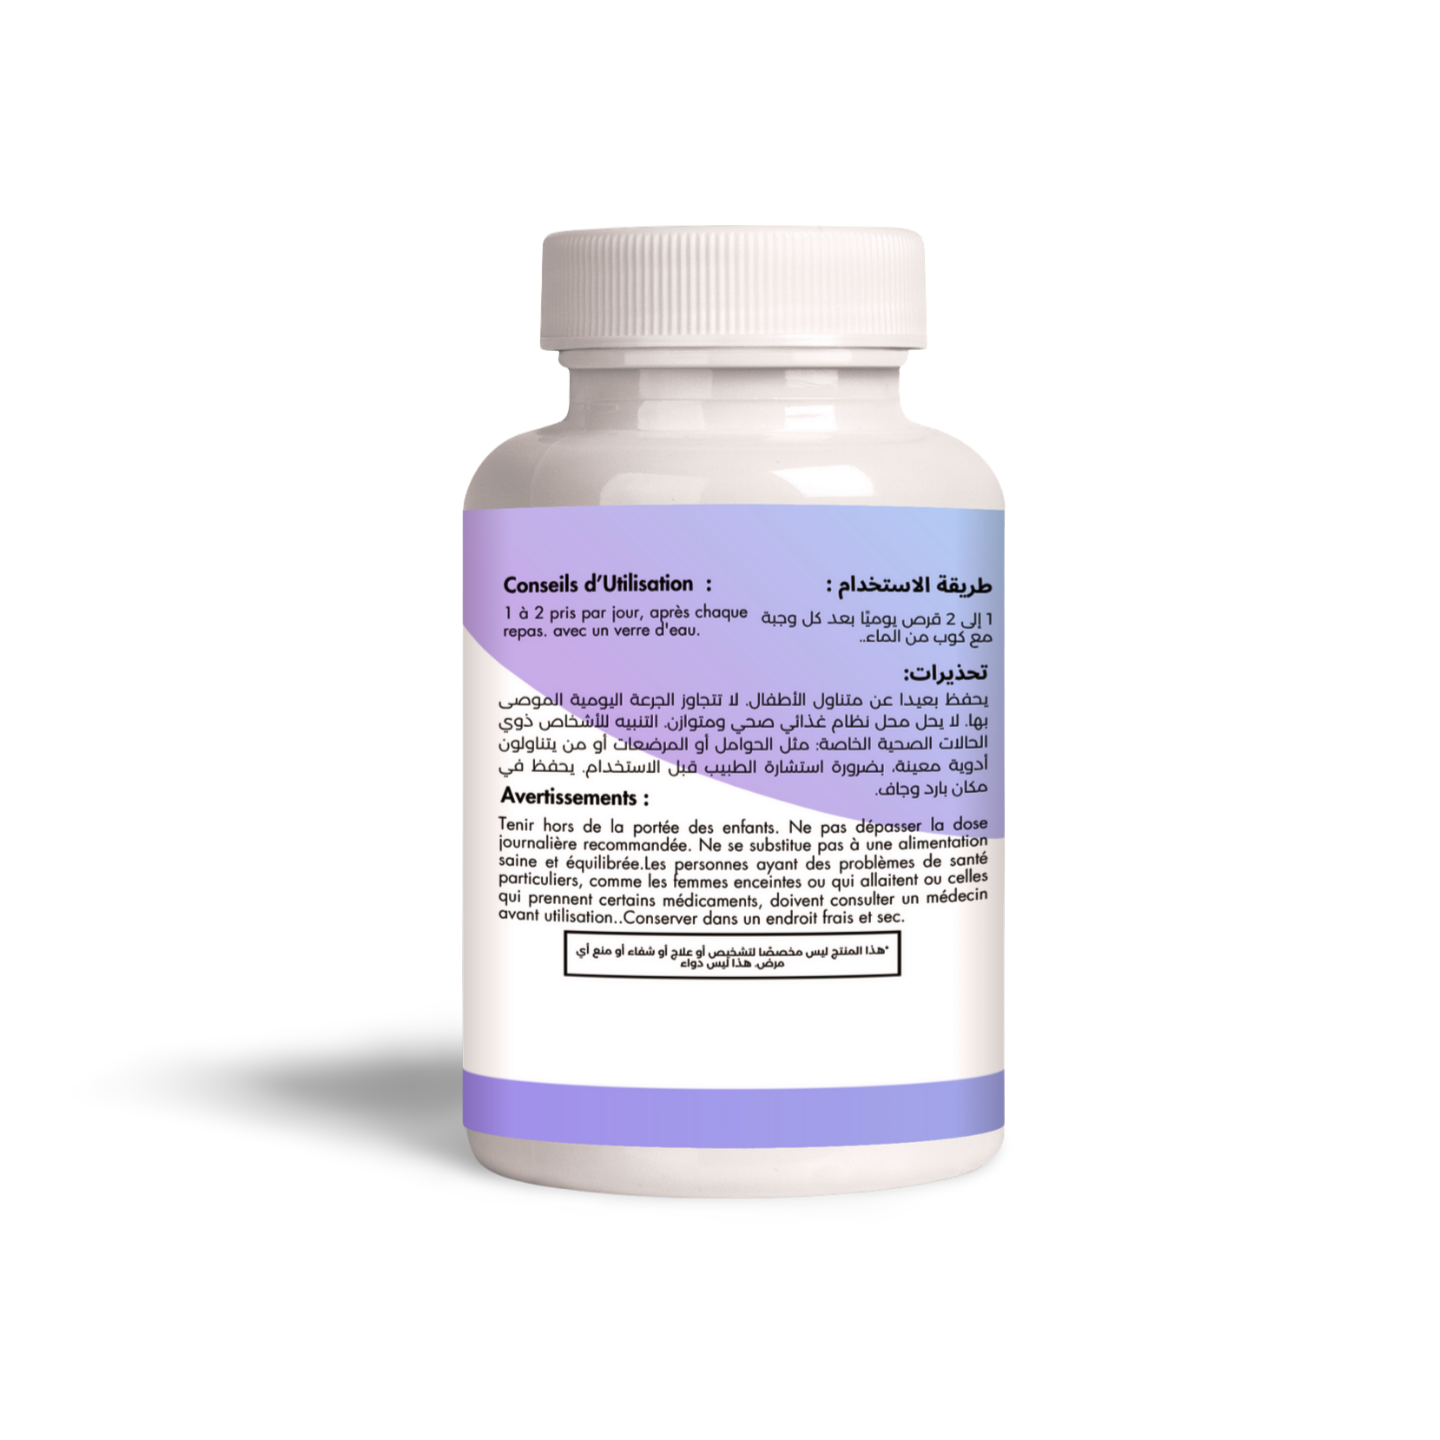 Conseils d'Utilisation :
1 à 2 pris par jour, après chaque
repas. avec un verre d'eau.
طريقة الاستخدام :
1 إلى 2 قرص يوميًا بعد كل وجبة
مع كوب من الماء..
تحذيرات:
يحفظ بعيدا عن متناول الأطفال. لا تتجاوز الجرعة اليومية الموصى
بها. لا يحل محل نظام غذائي صحي ومتوازن. التنبيه للأشخاص ذوي
الحالات الصحية الخاصة: مثل الحوامل أو المرضعات أو من يتناولون
أدوية معينة، بضرورة استشارة الطبيب قبل الاستخدام. يحفظ في
مكان بارد وجاف.
Avertissements :
Tenir hors de la portée des enfants. Ne pas dépasser la dose
journalière recommandée. Ne se substitue pas à une alimentation
saine et équilibrée.Les personnes ayant des problèmes de santé
particuliers, comme les femmes enceintes ou qui allaitent ou celles
qui prennent certains médicaments, doivent consulter un médecin
avant utilisation..Conserver dans un endroit frais et sec.
*هذا المنتج ليس مخصصًا لتشخيص أو علاج أو شفاء أو منع أي
مرض. هذا ليس دواء